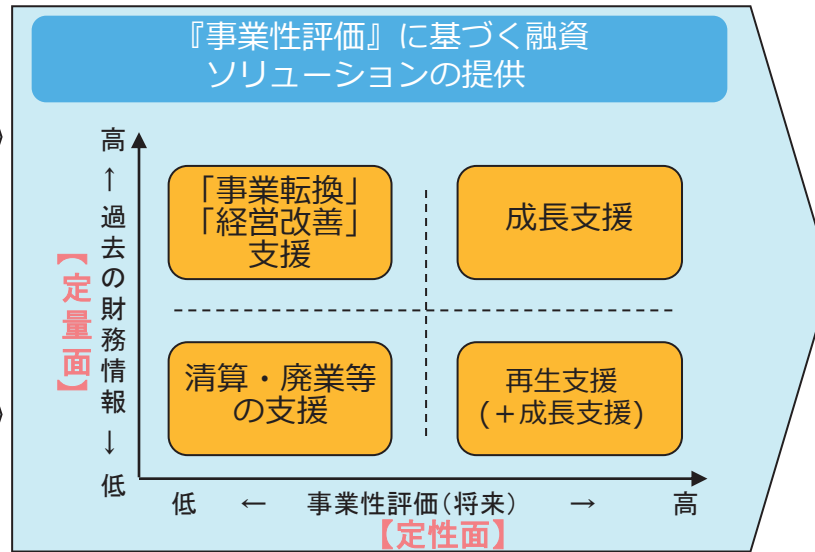 『事業性評価』に基づく融資
ソリューションの提供
高
↑
過去の財務情報
↓
低
【定量面】
「事業転換」
「経営改善」
支援
成長支援
清算・廃業等
の支援
再生支援
(＋成長支援)
低 ← 事業性評価(将来) → 高
【定性面】